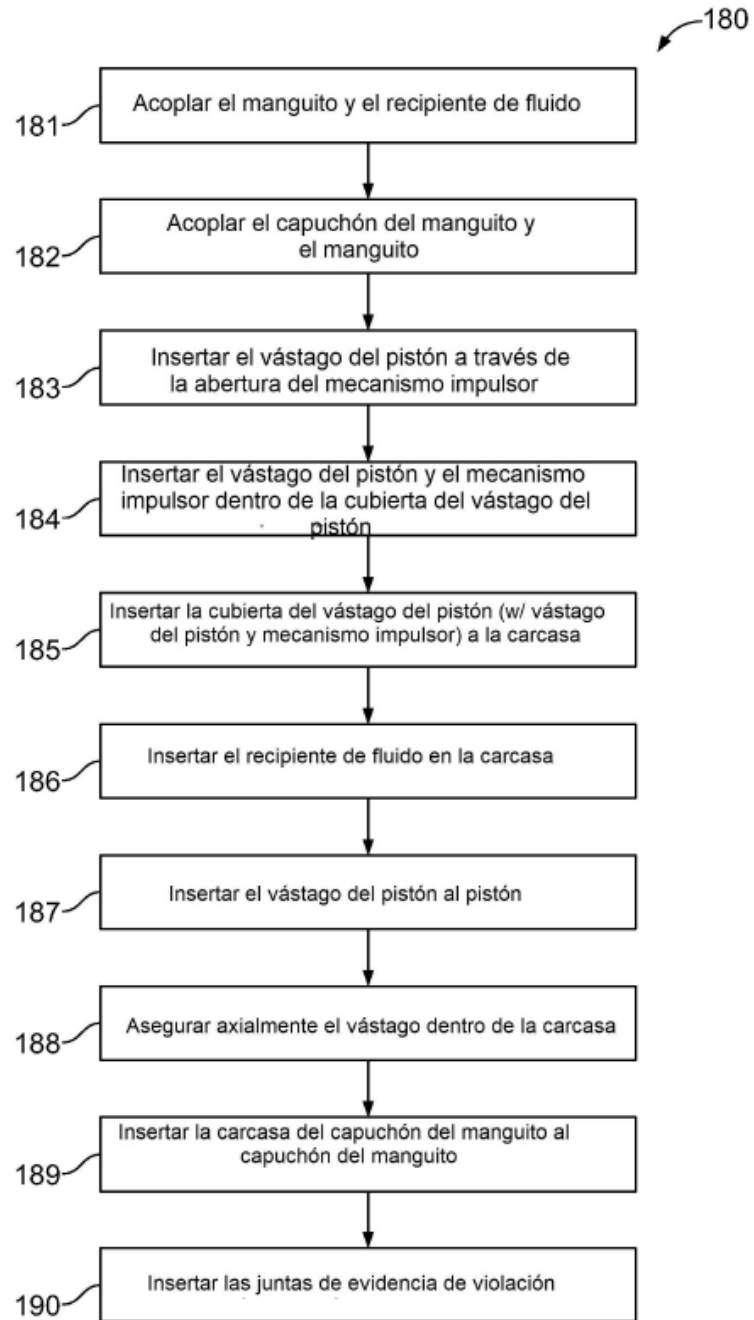 180
181
Acoplar el manguito y el recipiente de fluido
182
Acoplar el capuchón del manguito y
el manguito
183
Insertar el vástago del pistón a través de
la abertura del mecanismo impulsor
184
Insertar el vástago del pistón y el mecanismo
impulsor dentro de la cubierta del vástago del
pistón
185
Insertar la cubierta del vástago del pistón (w/ vástago
del pistón y mecanismo impulsor) a la carcasa
186
Insertar el recipiente de fluido en la carcasa
187
Insertar el vástago del pistón al pistón
188
Asegurar axialmente el vástago dentro de la carcasa
189
Insertar la carcasa del capuchón del manguito al
capuchón del manguito
190
Insertar las juntas de evidencia de violación